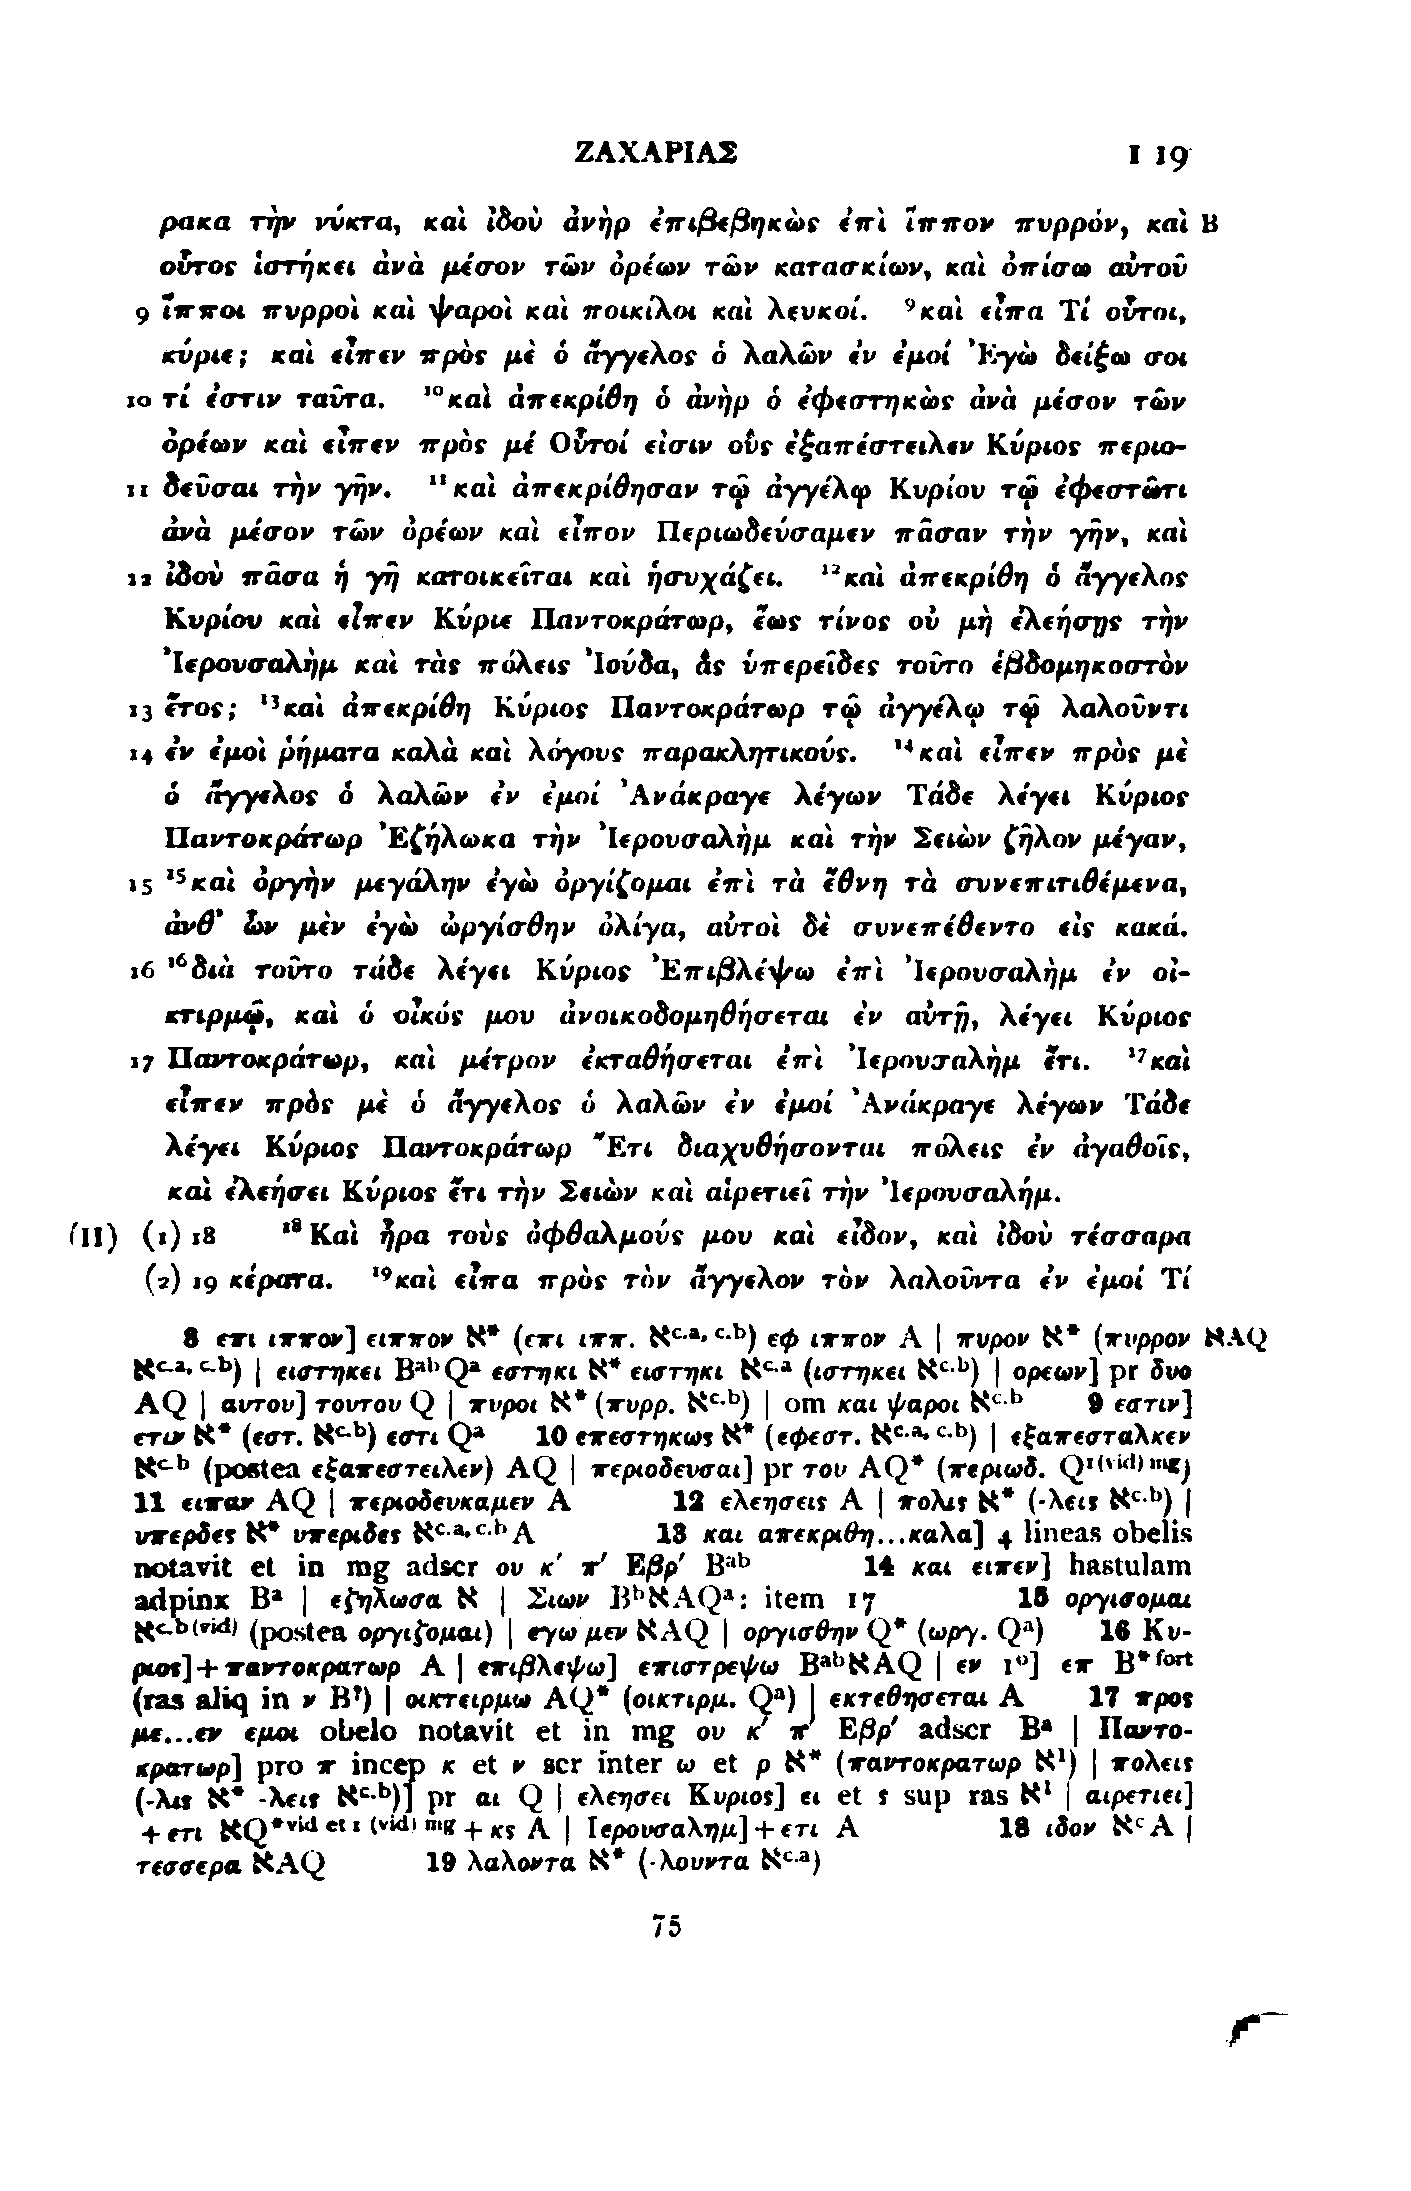 ΖΑΧΑΡΙΑΣ I 19
ρακα τὴν νύκτα, καὶ ἰδοὺ ἀνὴρ ἐπιβεβηκὼς ἐπὶ ἵππον πυρρόν, καὶ B
οὗτος ἱστήκει ἀνὰ μέσον τῶν ὀρέων τῶν κατασκίων, καὶ ὀπίσω αὐτοῦ
9 ἵπποι πυρροὶ καὶ ψαροὶ καὶ ποικίλοι καὶ λευκοί. ⁹καὶ εἶπα Τί οὗτοι,
κύριε; καὶ εἶπεν πρὸς μὲ ὁ ἄγγελος ὁ λαλῶν ἐν ἐμοί Ἐγὼ δείξω σοι
10 τί ἐστιν ταῦτα. ¹⁰καὶ ἀπεκρίθη ὁ ἀνὴρ ὁ ἐφεστηκὼς ἀνὰ μέσον τῶν
ὀρέων καὶ εἶπεν πρὸς μέ Οὗτοί εἰσιν οὓς ἐξαπέστειλεν Κύριος περιο-
11 δεῦσαι τὴν γῆν. ¹¹καὶ ἀπεκρίθησαν τῷ ἀγγέλῳ Κυρίου τῷ ἐφεστῶτι
ἀνὰ μέσον τῶν ὀρέων καὶ εἶπον Περιωδεύσαμεν πᾶσαν τὴν γῆν, καὶ
12 ἰδοὺ πᾶσα ἡ γῆ κατοικεῖται καὶ ἡσυχάζει. ¹²καὶ ἀπεκρίθη ὁ ἄγγελος
Κυρίου καὶ εἶπεν Κύριε Παντοκράτωρ, ἕως τίνος οὐ μὴ ἐλεήσῃς τὴν
Ἰερουσαλὴμ καὶ τὰς πόλεις Ἰούδα, ἃς ὑπερεῖδες τοῦτο ἑβδομηκοστὸν
13 ἔτος; ¹³καὶ ἀπεκρίθη Κύριος Παντοκράτωρ τῷ ἀγγέλῳ τῷ λαλοῦντι
14 ἐν ἐμοὶ ῥήματα καλὰ καὶ λόγους παρακλητικούς. ¹⁴καὶ εἶπεν πρὸς μὲ
ὁ ἄγγελος ὁ λαλῶν ἐν ἐμοί Ἀνάκραγε λέγων Τάδε λέγει Κύριος
Παντοκράτωρ Ἐζήλωκα τὴν Ἰερουσαλὴμ καὶ τὴν Σειὼν ζῆλον μέγαν,
15 ¹⁵καὶ ὀργὴν μεγάλην ἐγὼ ὀργίζομαι ἐπὶ τὰ ἔθνη τὰ συνεπιτιθέμενα,
ἀνθ’ ὧν μὲν ἐγὼ ὠργίσθην ὀλίγα, αὐτοὶ δὲ συνεπέθεντο εἰς κακά.
16 ¹⁶διὰ τοῦτο τάδε λέγει Κύριος Ἐπιβλέψω ἐπὶ Ἰερουσαλὴμ ἐν οἰ-
κτιρμῷ, καὶ ὁ οἶκός μου ἀνοικοδομηθήσεται ἐν αὐτῇ, λέγει Κύριος
17 Παντοκράτωρ, καὶ μέτρον ἐκταθήσεται ἐπὶ Ἰερουσαλὴμ ἔτι. ¹⁷καὶ
εἶπεν πρὸς μὲ ὁ ἄγγελος ὁ λαλῶν ἐν ἐμοί Ἀνάκραγε λέγων Τάδε
λέγει Κύριος Παντοκράτωρ Ἔτι διαχυθήσονται πόλεις ἐν ἀγαθοῖς,
καὶ ἐλεήσει Κύριος ἔτι τὴν Σειὼν καὶ αἱρετιεῖ τὴν Ἰερουσαλήμ.
(II) (1) 18 ¹⁸Καὶ ἦρα τοὺς ὀφθαλμούς μου καὶ εἶδον, καὶ ἰδοὺ τέσσαρα
(2) 19 κέρατα. ¹⁹καὶ εἶπα πρὸς τὸν ἄγγελον τὸν λαλοῦντα ἐν ἐμοί Τί
8 επι ιππον] ειππον א* (επι ιππ. א^c.a, c.b) εφ ιππον A | πυρον א* (πυρρον אAQ
א^c.a, c.b) | ειστηκει B^ab Q^a εστηκι א* ειστηκι א^c.a (ιστηκει א^c.b) | ορεων] pr δυο
AQ | αυτου] τουτου Q | πυροι א* (πυρρ. א^c.b) | om και ψαροι א^c.b 9 εστιν]
ετιν א* (εστ. א^c.b) εστι Q^a 10 επεστηκως א* (εφεστ. א^c.a, c.b) | εξαπεσταλκεν
א^c.b (postea εξαπεστειλεν) AQ | περιοδευσαι] pr του AQ* (περιωδ. Q^1(vid) mg)
11 ειπαν AQ | περιοδευκαμεν A 12 ελεησεις A | πολις א* (-λεις א^c.b) |
υπερδες א* υπεριδες א^c.a, c.b A 13 και απεκριθη...καλα] 4 lineas obelis
notavit et in mg adscr ου κ′ π′ Εβρ′ B^ab 14 και ειπεν] hastulam
adpinx B^a | εζηλωσα א | Σιων B^b אAQ^a: item 17 15 οργισομαι
א^c.b(vid) (postea οργιζομαι) | εγω μεν אAQ | οργισθην Q* (ωργ. Q^a) 16 Κυ-
ριος]+παντοκρατωρ A | επιβλεψω] επιστρεψω B^ab אAQ | εν 1°] επ B* fort
(ras aliq in ν B^?) | οικτειρμω AQ* (οικτιρμ. Q^a) | εκτεθησεται A 17 προς
με...εν εμοι obelo notavit et in mg ου κ′ π′ Εβρ′ adscr B^a | Παντο-
κρατωρ] pro π incep κ et ν scr inter ω et ρ א* (παντοκρατωρ א^1) | πολεις
(-λις א* -λεις א^c.b)] pr αι Q | ελεησει Κυριος] ει et ς sup ras א^1 | αιρετιει]
+ετι אQ* vid et 1 (vid) mg +κς A | Ιερουσαλημ]+ετι A 18 ιδον א^c A |
τεσσερα אAQ 19 λαλοντα א* (-λουντα א^c.a)
75